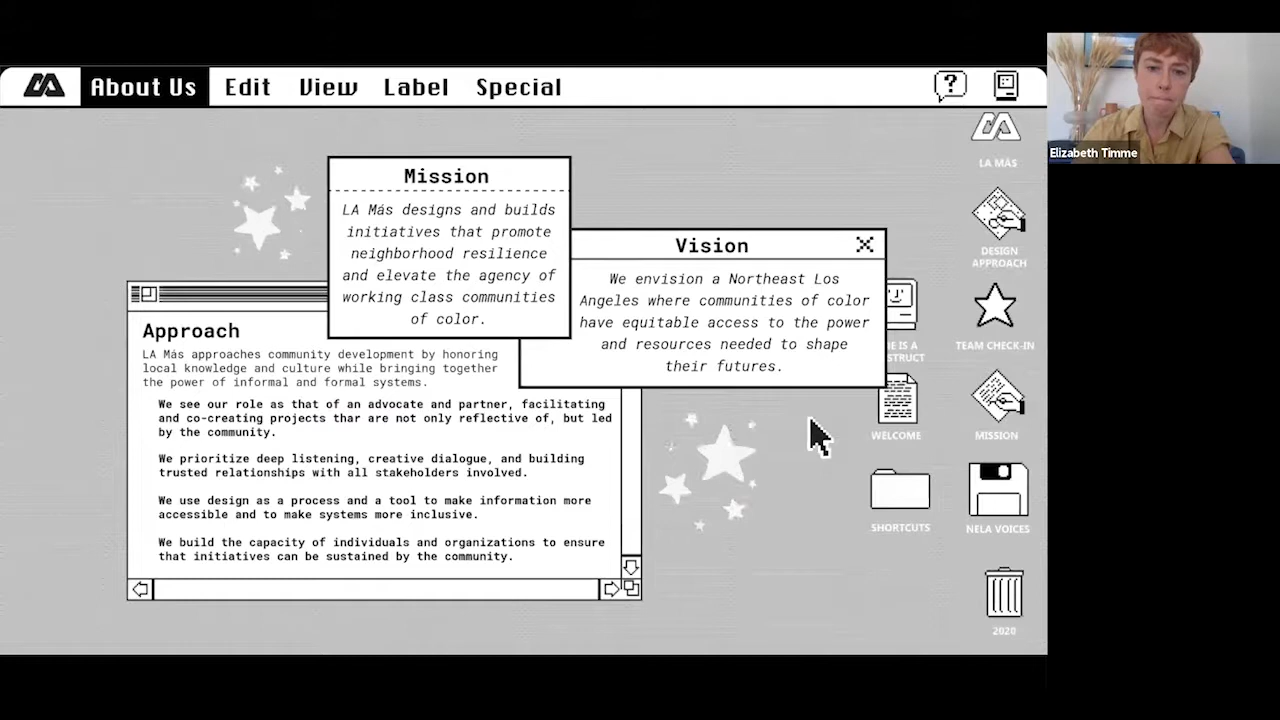 About Us Edit View Label Special
Elizabeth Timme
Mission
LA Más designs and builds
initiatives that promote
neighborhood resilience
and elevate the agency of
working class communities
of color.
Vision
We envision a Northeast Los
Angeles where communities of color
have equitable access to the power
and resources needed to shape
their futures.
Approach
LA Más approaches community development by honoring
local knowledge and culture while bringing together
the power of informal and formal systems.
We see our role as that of an advocate and partner, facilitating
and co-creating projects that are not only reflective of, but led
by the community.
We prioritize deep listening, creative dialogue, and building
trusted relationships with all stakeholders involved.
We use design as a process and a tool to make information more
accessible and to make systems more inclusive.
We build the capacity of individuals and organizations to ensure
that initiatives can be sustained by the community.
LA MÁS
DESIGN
APPROACH
IS A
STRUCT
TEAM CHECK-IN
WELCOME
MISSION
SHORTCUTS
NELA VOICES
2020